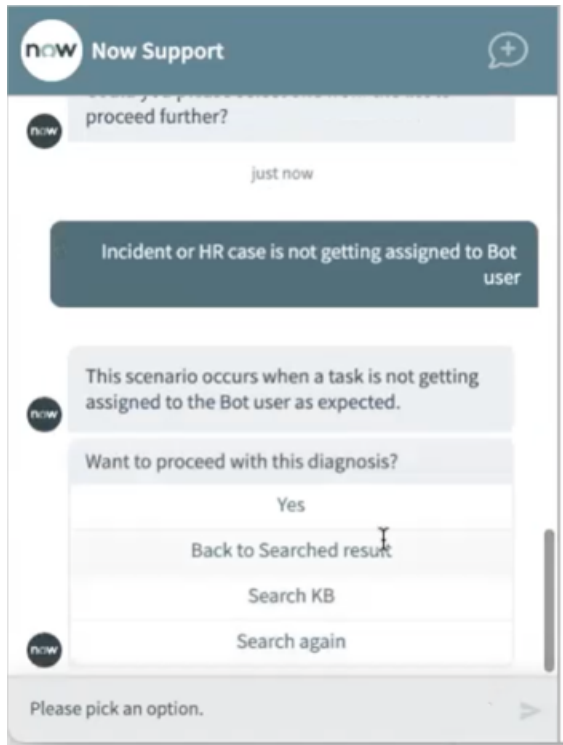 now Now Support
proceed further?
now
just now
Incident or HR case is not getting assigned to Bot
user
This scenario occurs when a task is not getting
assigned to the Bot user as expected.
now
Want to proceed with this diagnosis?
Yes
Back to Searched result
Search KB
Search again
now
Please pick an option.